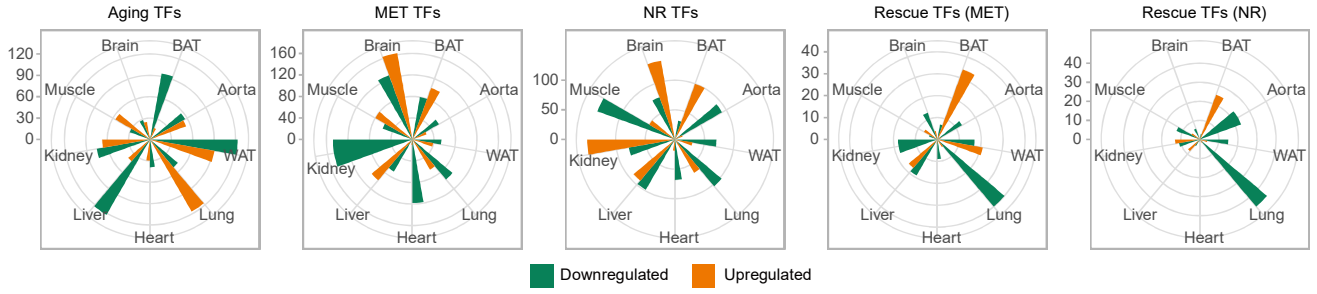 Aging TFs
MET TFs
NR TFs
Rescue TFs (MET)
Rescue TFs (NR)
120
90
60
30
0
Brain
BAT
Aorta
WAT
Lung
Heart
Liver
Kidney
Muscle
160
120
80
40
0
Brain
BAT
Aorta
WAT
Lung
Heart
Liver
Kidney
Muscle
100
50
0
Brain
BAT
Aorta
WAT
Lung
Heart
Liver
Kidney
Muscle
40
30
20
10
0
Brain
BAT
Aorta
WAT
Lung
Heart
Liver
Kidney
Muscle
40
30
20
10
0
Brain
BAT
Aorta
WAT
Lung
Heart
Liver
Kidney
Muscle
Downregulated
Upregulated